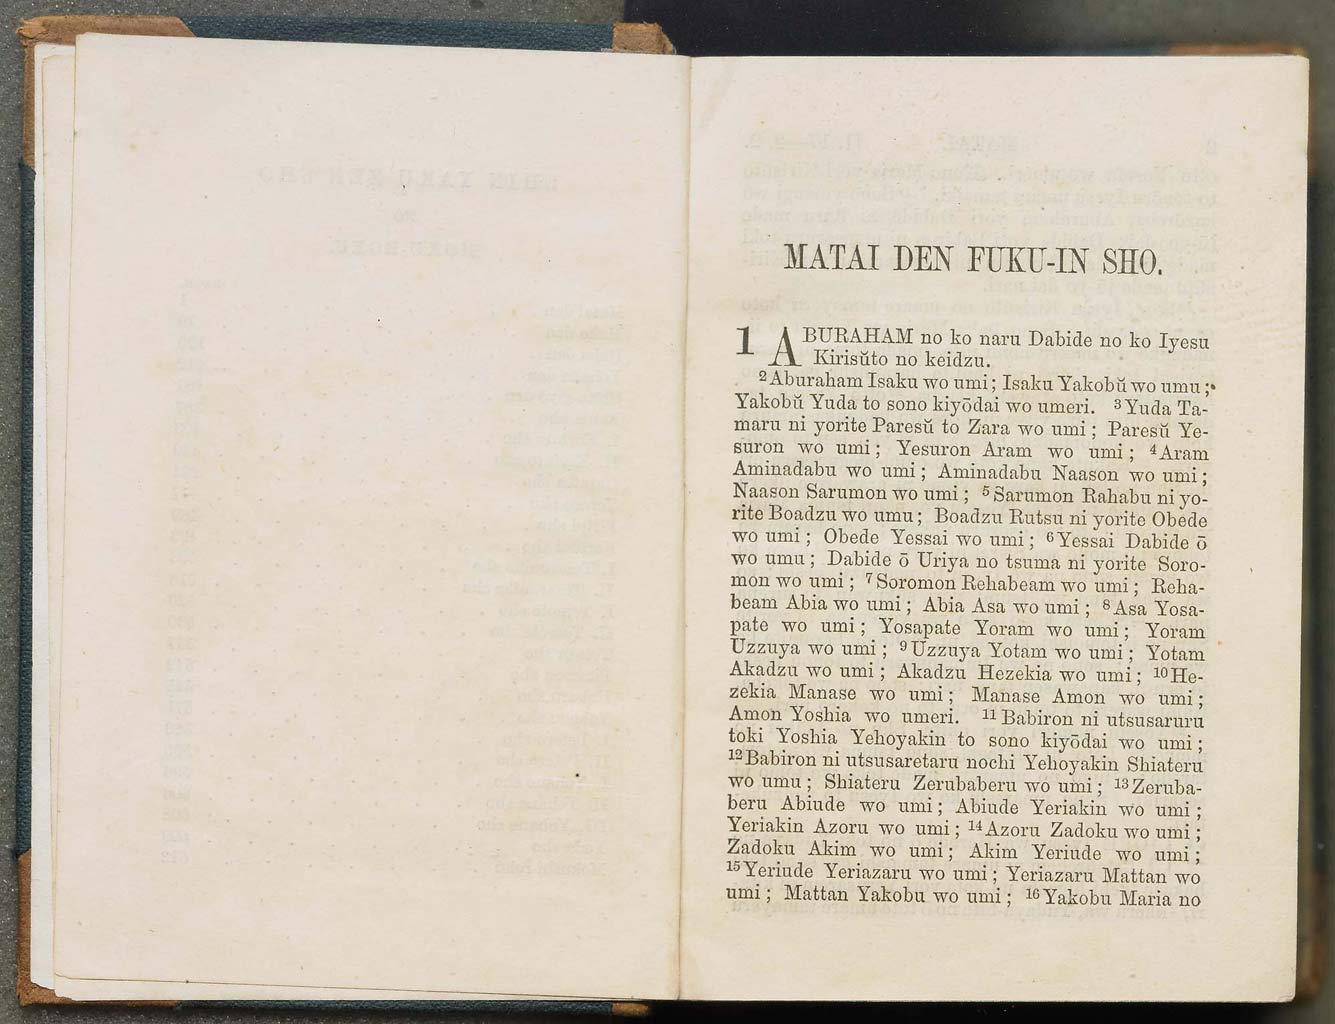 MATAI DEN FUKU-IN SHO.
1 ABURAHAM no ko naru Dabide no ko Iyesu
Kirisŭto no keidzu.
2 Aburaham Isaku wo umi; Isaku Yakobŭ wo umu;
Yakobŭ Yuda to sono kiyōdai wo umeri. 3 Yuda Ta-
maru ni yorite Paresŭ to Zara wo umi; Paresŭ Ye-
suron wo umi; Yesuron Aram wo umi; 4 Aram
Aminadabu wo umi; Aminadabu Naason wo umi;
Naason Sarumon wo umi; 5 Sarumon Rahabu ni yo-
rite Boadzu wo umu; Boadzu Rutsu ni yorite Obede
wo umi; Obede Yessai wo umi; 6 Yessai Dabide ō
wo umu; Dabide ō Uriya no tsuma ni yorite Soro-
mon wo umi; 7 Soromon Rehabeam wo umi; Reha-
beam Abia wo umi; Abia Asa wo umi; 8 Asa Yosa-
pate wo umi; Yosapate Yoram wo umi; Yoram
Uzzuya wo umi; 9 Uzzuya Yotam wo umi; Yotam
Akadzu wo umi; Akadzu Hezekia wo umi; 10 He-
zekia Manase wo umi; Manase Amon wo umi;
Amon Yoshia wo umeri. 11 Babiron ni utsusaruru
toki Yoshia Yehoyakin to sono kiyōdai wo umi;
12 Babiron ni utsusaretaru nochi Yehoyakin Shiateru
wo umu; Shiateru Zerubaberu wo umi; 13 Zeruba-
beru Abiude wo umi; Abiude Yeriakin wo umi;
Yeriakin Azoru wo umi; 14 Azoru Zadoku wo umi;
Zadoku Akim wo umi; Akim Yeriude wo umi;
15 Yeriude Yeriazaru wo umi; Yeriazaru Mattan wo
umi; Mattan Yakobu wo umi; 16 Yakobu Maria no